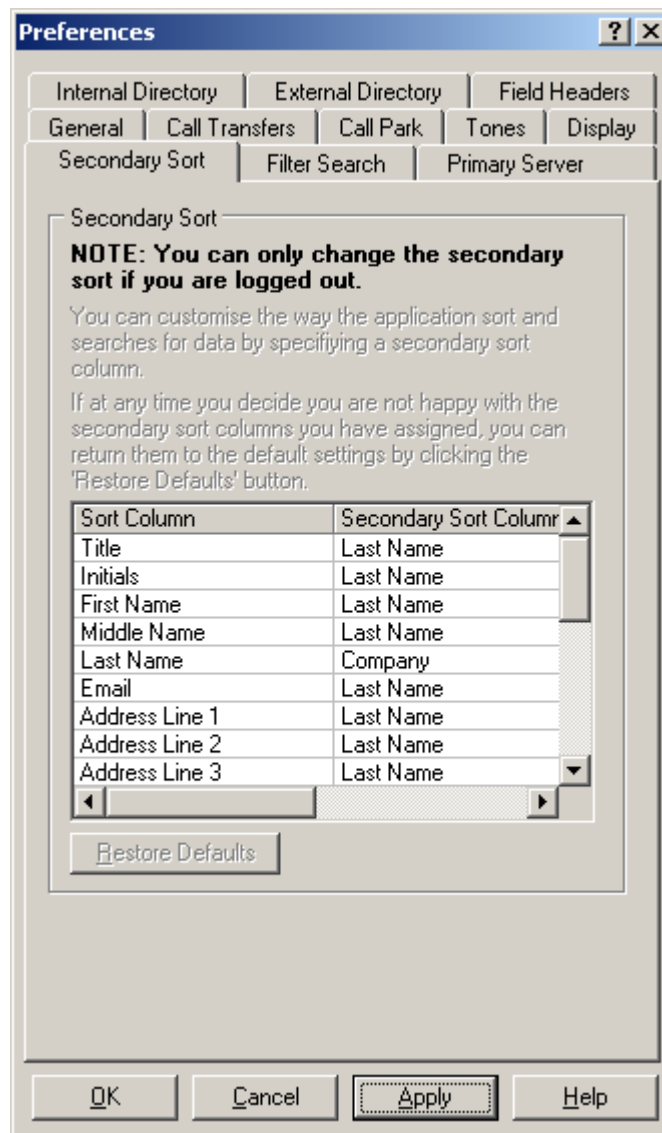 Preferences
Internal Directory External Directory Field Headers
General Call Transfers Call Park Tones Display
Secondary Sort Filter Search Primary Server
Secondary Sort
NOTE: You can only change the secondary
sort if you are logged out.
You can customise the way the application sort and
searches for data by specifiying a secondary sort
column.
If at any time you decide you are not happy with the
secondary sort columns you have assigned, you can
return them to the default settings by clicking the
'Restore Defaults' button.
Sort Column Secondary Sort Column
Title Last Name
Initials Last Name
First Name Last Name
Middle Name Last Name
Last Name Company
Email Last Name
Address Line 1 Last Name
Address Line 2 Last Name
Address Line 3 Last Name
Restore Defaults
OK Cancel Apply Help